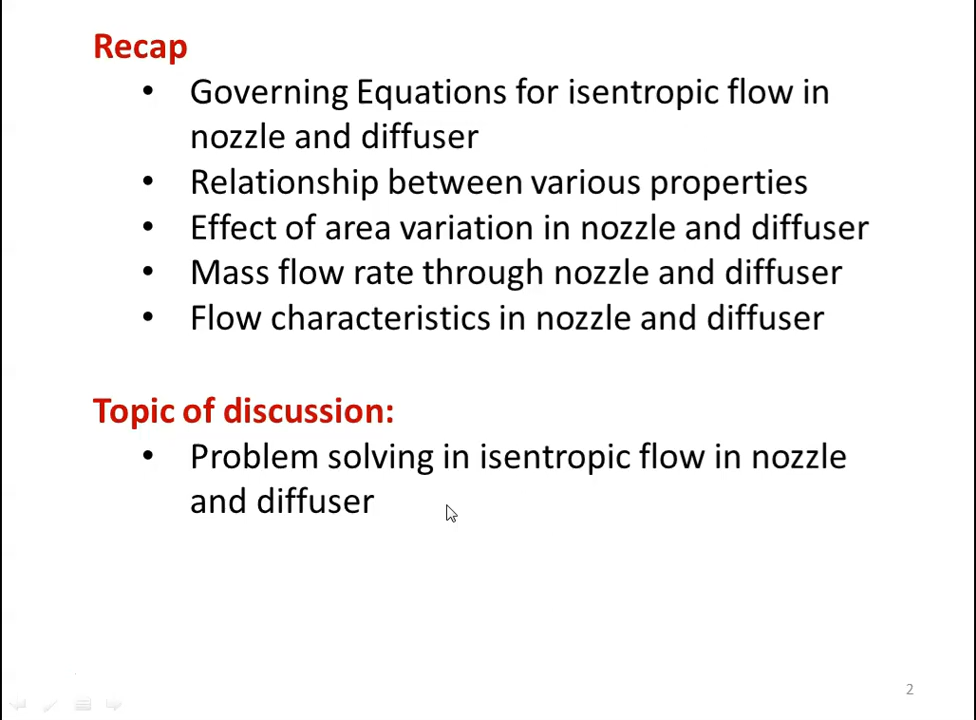 Recap
• Governing Equations for isentropic flow in
nozzle and diffuser
• Relationship between various properties
• Effect of area variation in nozzle and diffuser
• Mass flow rate through nozzle and diffuser
• Flow characteristics in nozzle and diffuser
Topic of discussion:
• Problem solving in isentropic flow in nozzle
and diffuser
2